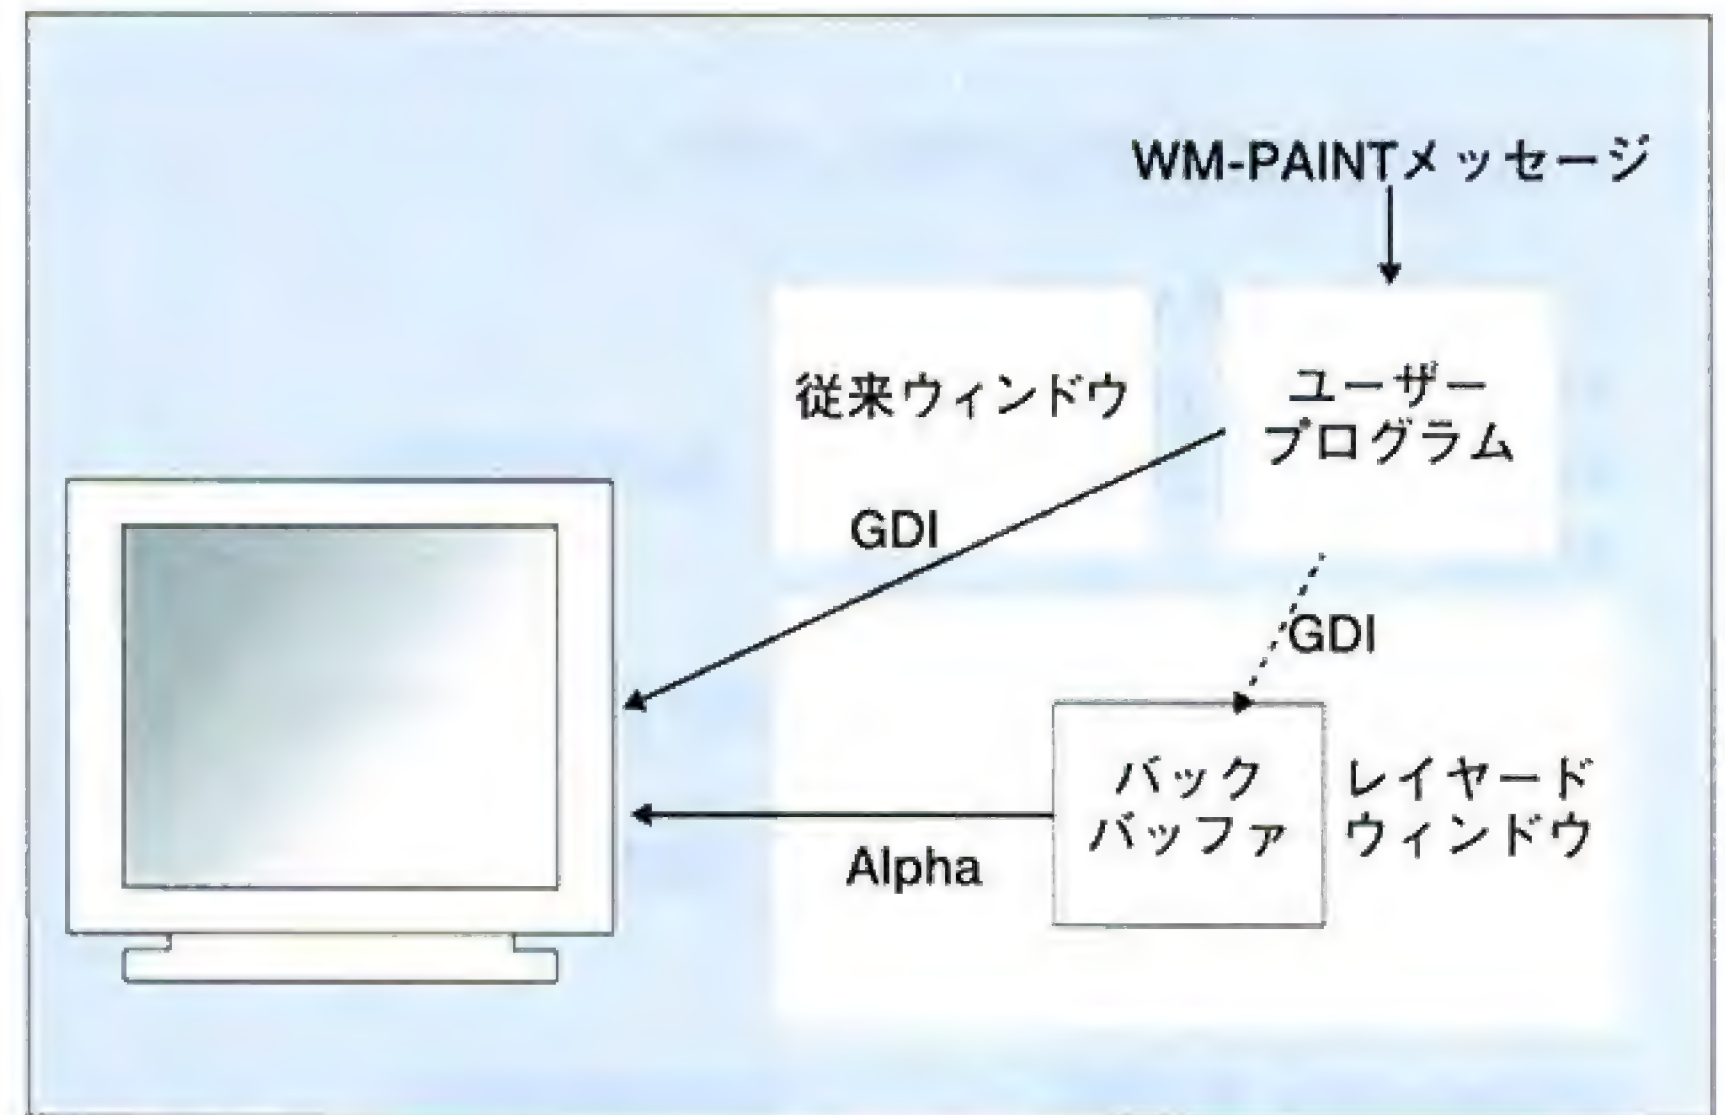 WM-PAINTメッセージ
従来ウィンドウ
ユーザー
プログラム
GDI
GDI
バック
バッファ
レイヤード
ウィンドウ
Alpha